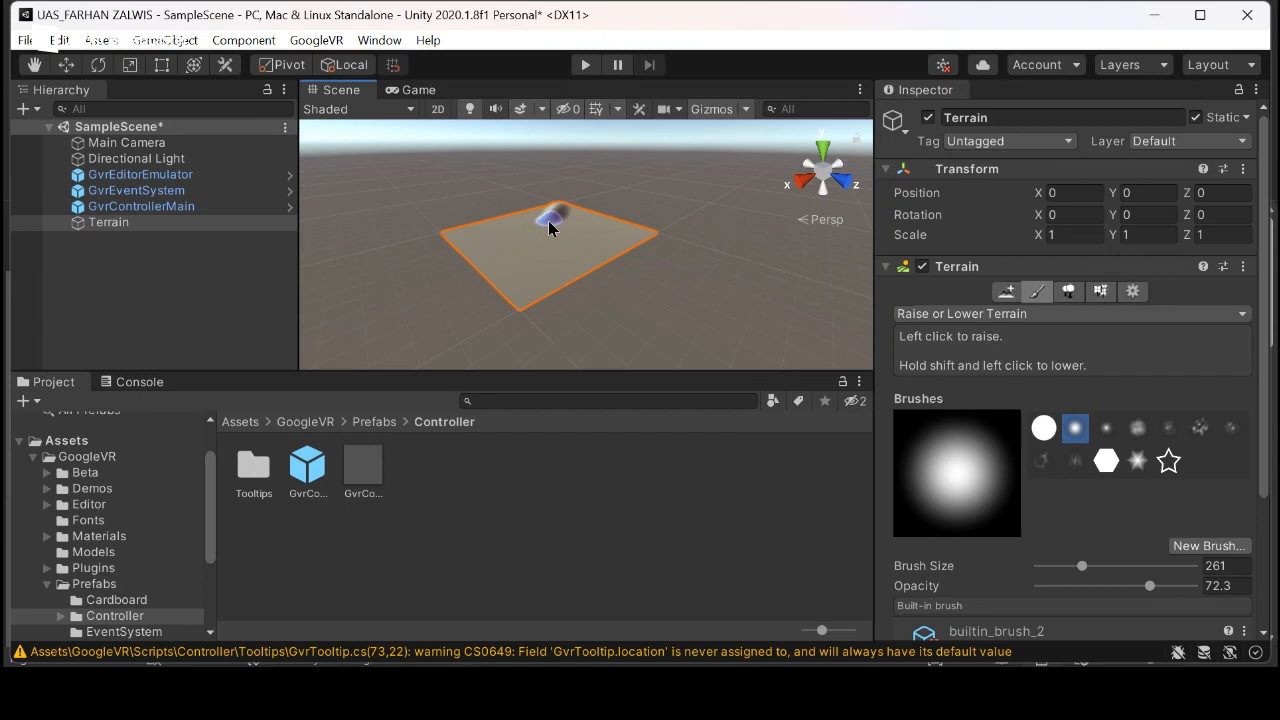 UAS_FARHAN ZALWIS - SampleScene - PC, Mac & Linux Standalone - Unity 2020.1.8f1 Personal* <DX11>
File Edit Assets GameObject Component GoogleVR Window Help
Pivot Local Account Layers Layout
Hierarchy
All
SampleScene*
Main Camera
Directional Light
GvrEditorEmulator
GvrEventSystem
GvrControllerMain
Terrain
Scene Game
Shaded 2D 0 Gizmos All
y
x z
Persp
Inspector
Terrain Static
Tag Untagged Layer Default
Transform
Position X 0 Y 0 Z 0
Rotation X 0 Y 0 Z 0
Scale X 1 Y 1 Z 1
Terrain
Raise or Lower Terrain
Left click to raise.
Hold shift and left click to lower.
Brushes
New Brush...
Brush Size 261
Opacity 72.3
Built-in brush
builtin_brush_2
Project Console
2
All Prefabs
Assets
GoogleVR
Beta
Demos
Editor
Fonts
Materials
Models
Plugins
Prefabs
Cardboard
Controller
EventSystem
Assets > GoogleVR > Prefabs > Controller
Tooltips GvrCo... GvrCo...
Assets\GoogleVR\Scripts\Controller\Tooltips\GvrTooltip.cs(73,22): warning CS0649: Field 'GvrTooltip.location' is never assigned to, and will always have its default value